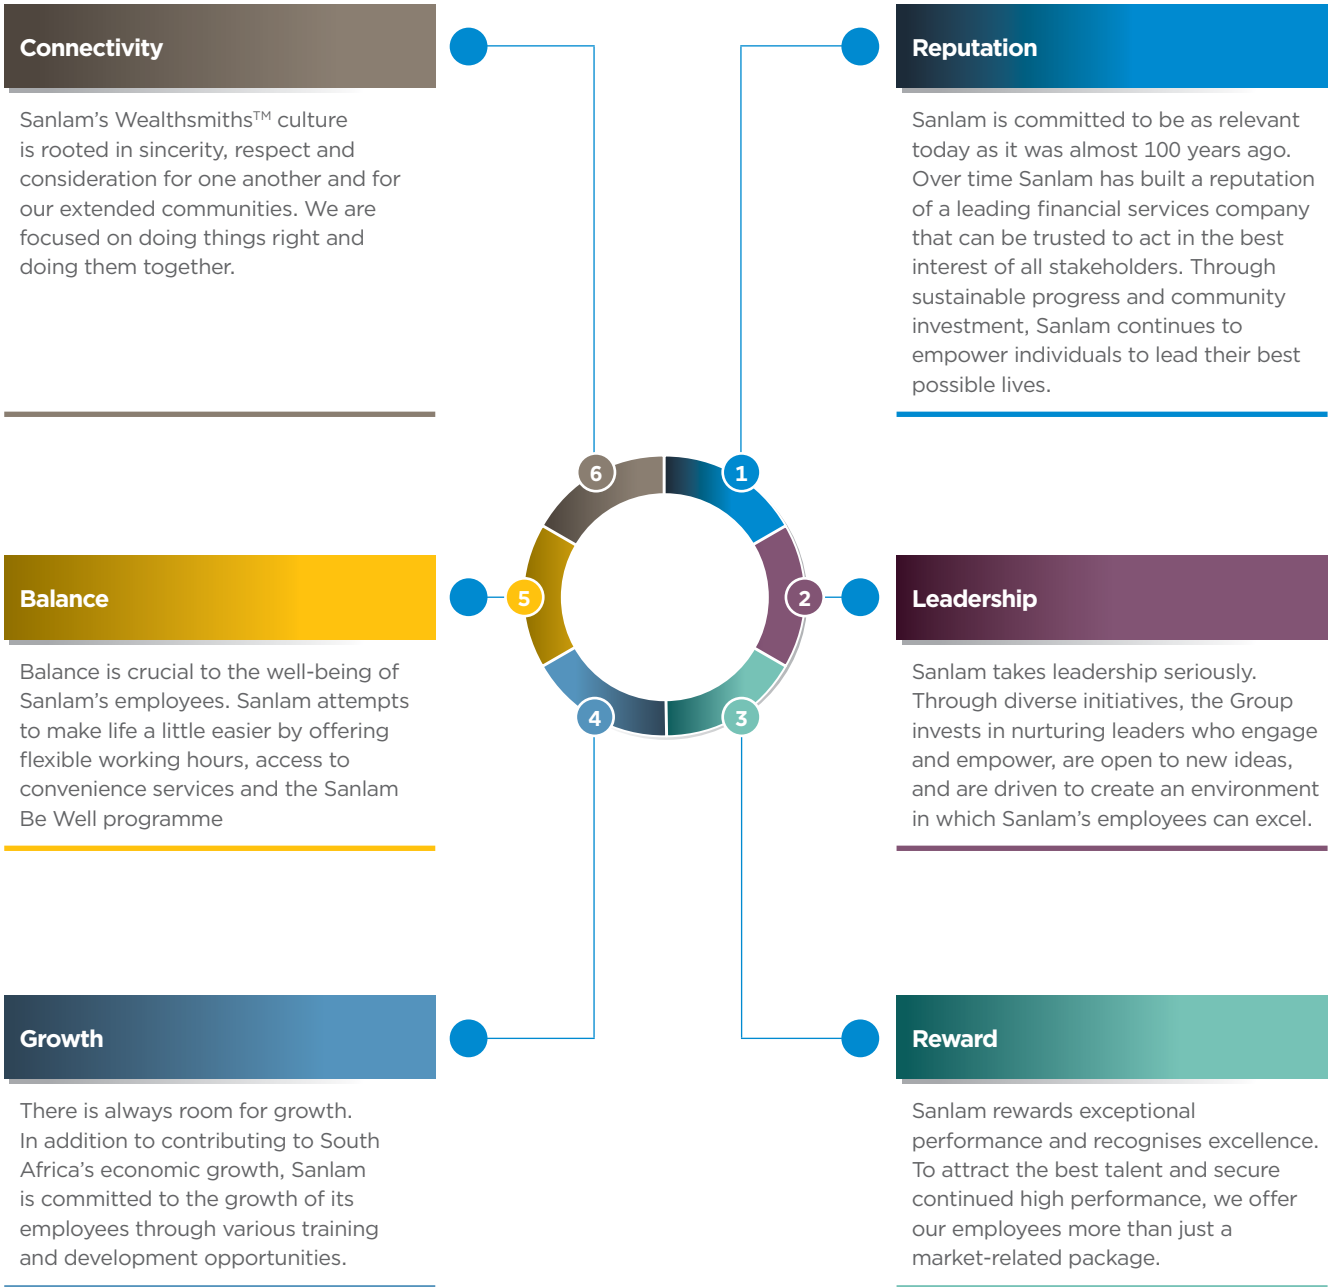 Connectivity
Sanlam's Wealthsmiths™ culture
is rooted in sincerity, respect and
consideration for one another and for
our extended communities. We are
focused on doing things right and
doing them together.
Reputation
Sanlam is committed to be as relevant
today as it was almost 100 years ago.
Over time Sanlam has built a reputation
of a leading financial services company
that can be trusted to act in the best
interest of all stakeholders. Through
sustainable progress and community
investment, Sanlam continues to
empower individuals to lead their best
possible lives.
6
1
Balance
Balance is crucial to the well-being of
Sanlam's employees. Sanlam attempts
to make life a little easier by offering
flexible working hours, access to
convenience services and the Sanlam
Be Well programme
5
2
Leadership
Sanlam takes leadership seriously.
Through diverse initiatives, the Group
invests in nurturing leaders who engage
and empower, are open to new ideas,
and are driven to create an environment
in which Sanlam's employees can excel.
4
3
Growth
There is always room for growth.
In addition to contributing to South
Africa's economic growth, Sanlam
is committed to the growth of its
employees through various training
and development opportunities.
Reward
Sanlam rewards exceptional
performance and recognises excellence.
To attract the best talent and secure
continued high performance, we offer
our employees more than just a
market-related package.